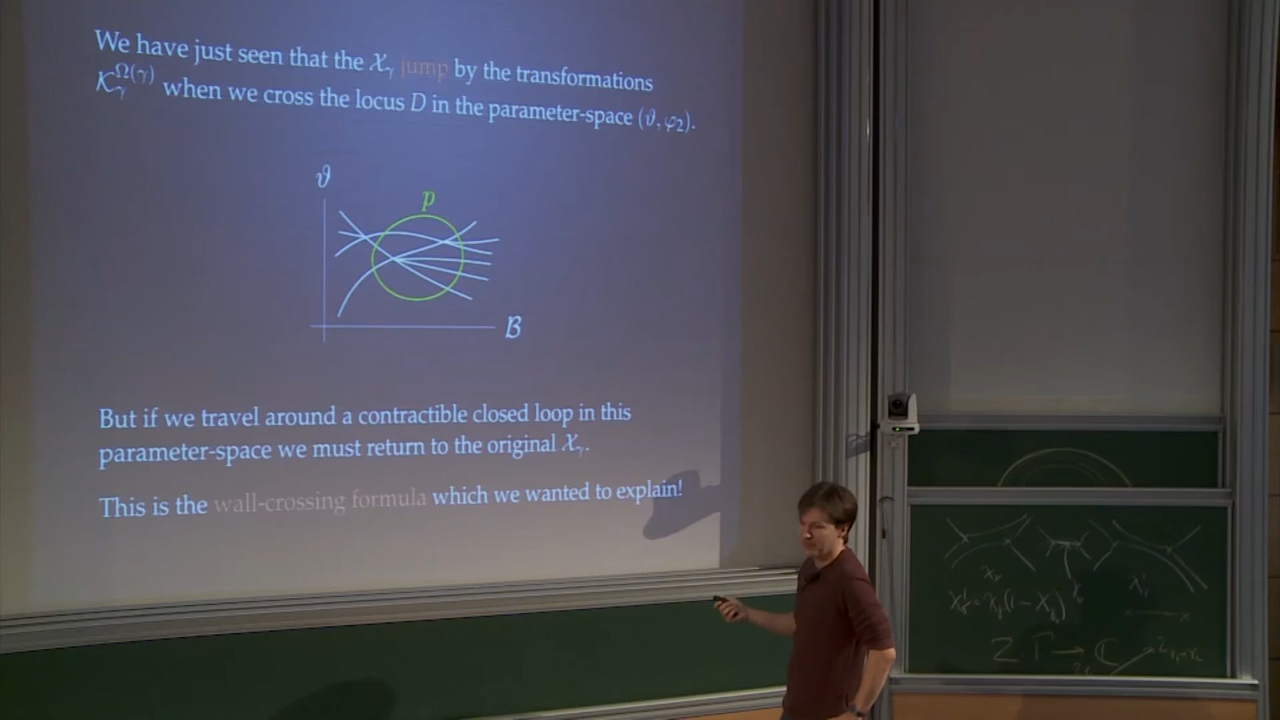 We have just seen that the 𝒳_γ jump by the transformations
𝒦_γ^Ω(γ) when we cross the locus D in the parameter-space (ϑ, φ₂).
ϑ
p
ℬ
But if we travel around a contractible closed loop in this
parameter-space we must return to the original 𝒳_γ.
This is the wall-crossing formula which we wanted to explain!